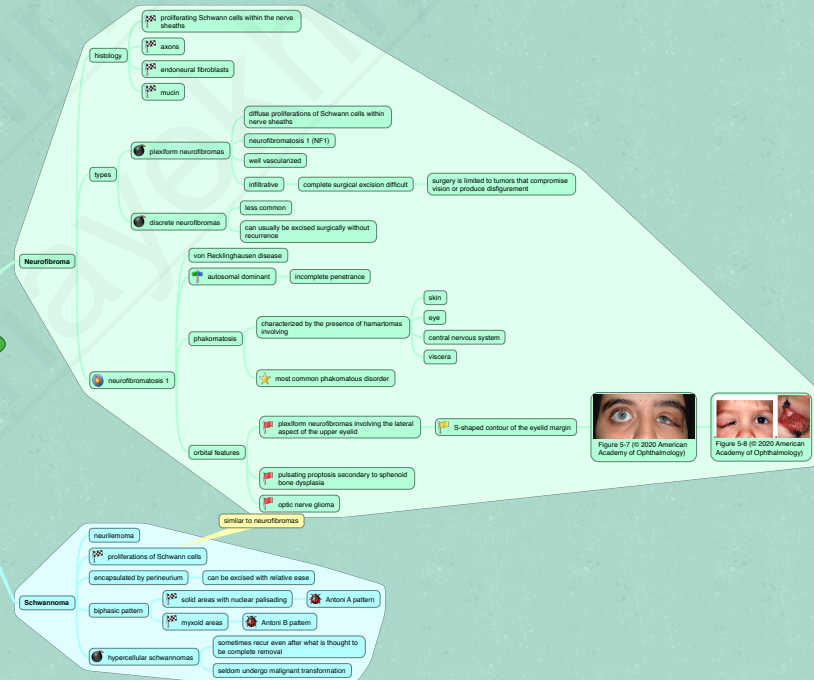 proliferating Schwann cells within the nerve
sheaths
axons
histology
endoneural fibroblasts
mucin
diffuse proliferations of Schwann cells within
nerve sheaths
neurofibromatosis 1 (NF1)
plexiform neurofibromas
well vascularized
types
infiltrative
complete surgical excision difficult
surgery is limited to tumors that compromise
vision or produce disfigurement
less common
discrete neurofibromas
can usually be excised surgically without
recurrence
Neurofibroma
von Recklinghausen disease
autosomal dominant
incomplete penetrance
skin
characterized by the presence of hamartomas
involving
eye
phakomatosis
central nervous system
viscera
neurofibromatosis 1
most common phakomatous disorder
plexiform neurofibromas involving the lateral
aspect of the upper eyelid
S-shaped contour of the eyelid margin
Figure 5-7 (© 2020 American
Academy of Ophthalmology)
Figure 5-8 (© 2020 American
Academy of Ophthalmology)
orbital features
pulsating proptosis secondary to sphenoid
bone dysplasia
optic nerve glioma
similar to neurofibromas
neurilemoma
proliferations of Schwann cells
encapsulated by perineurium
can be excised with relative ease
Schwannoma
solid areas with nuclear palisading
Antoni A pattern
biphasic pattern
myxoid areas
Antoni B pattern
sometimes recur even after what is thought to
be complete removal
hypercellular schwannomas
seldom undergo malignant transformation